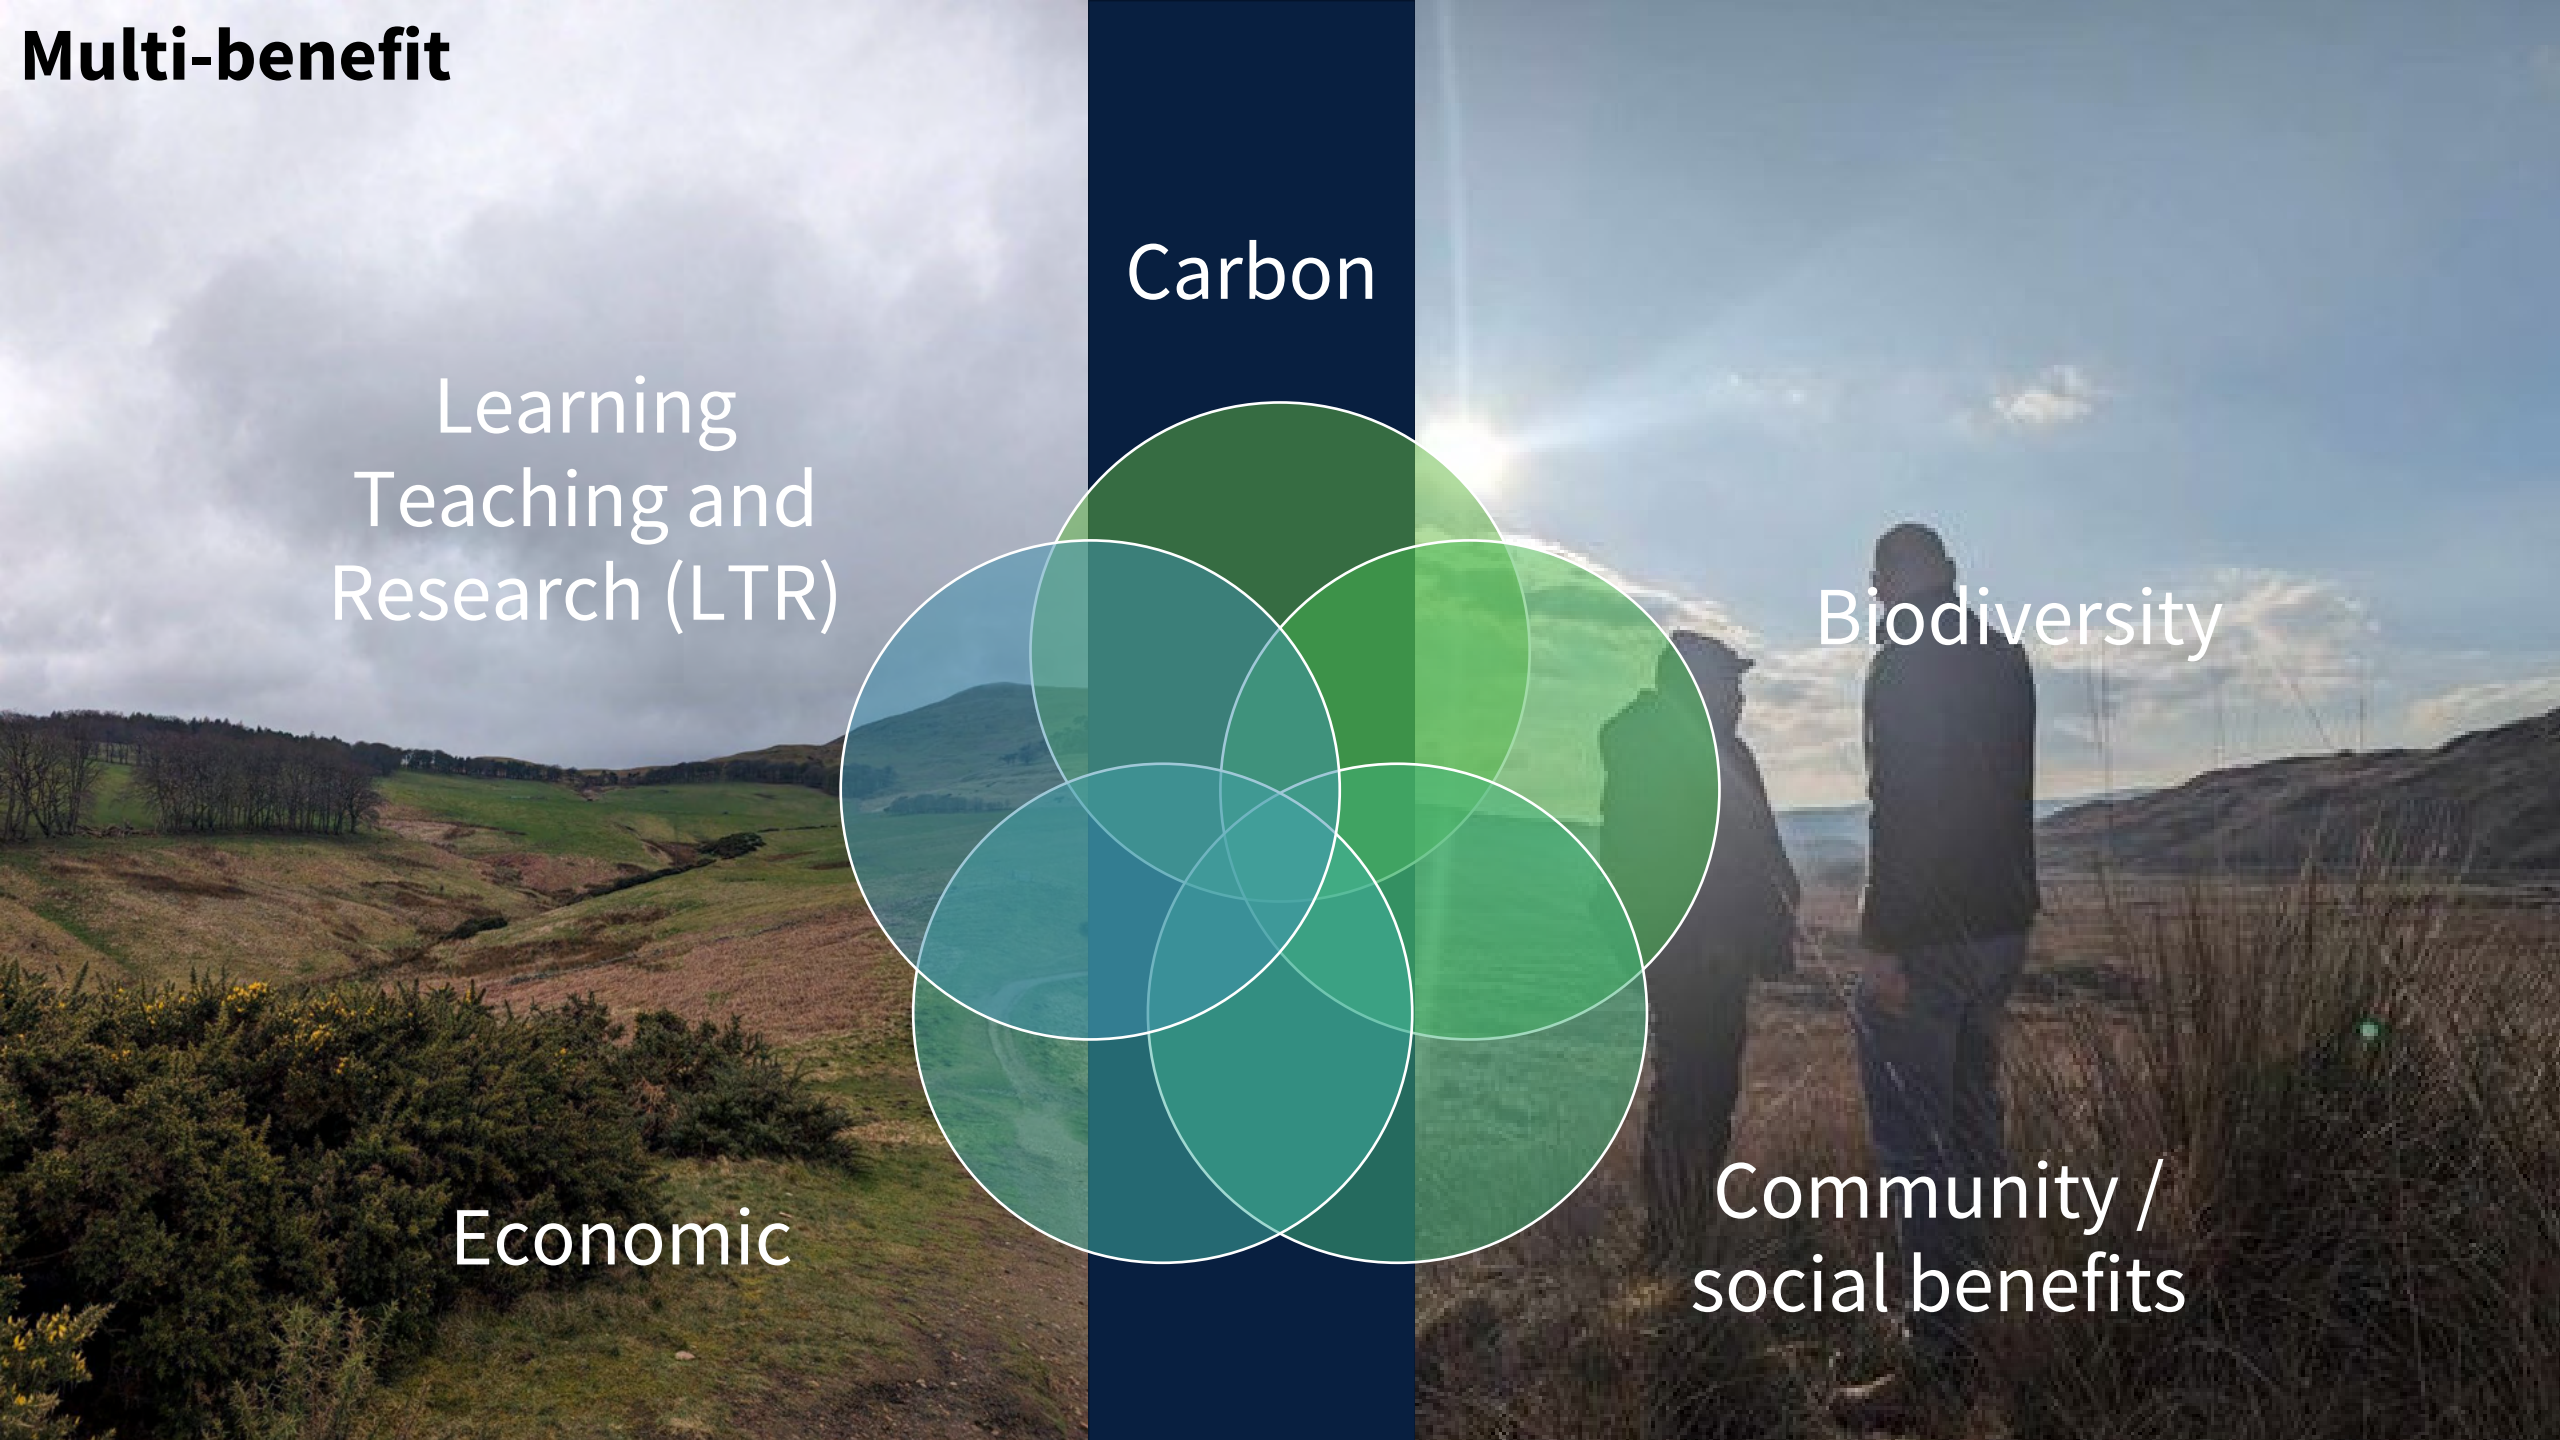 Multi-benefit
Carbon
Learning
Teaching and
Research (LTR)
Biodiversity
Community /
social benefits
Economic